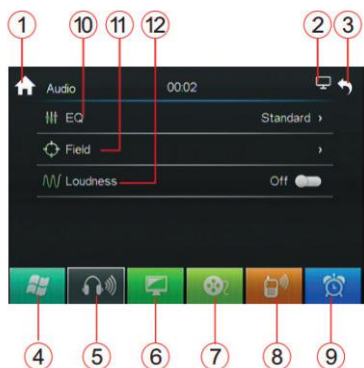 1 10 11 12 2 3
Audio 00:02
EQ Standard ›
Field ›
Loudness Off
4 5 6 7 8 9